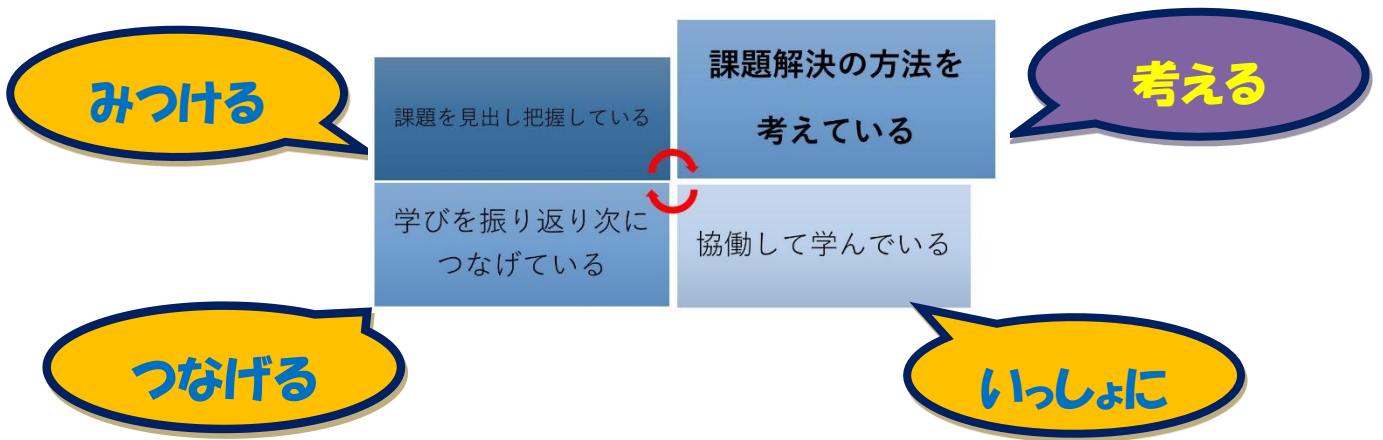 みつける
課題を見出し把握している
課題解決の方法を
考えている
考える
学びを振り返り次に
つなげている
協働して学んでいる
つなげる
いっしょに